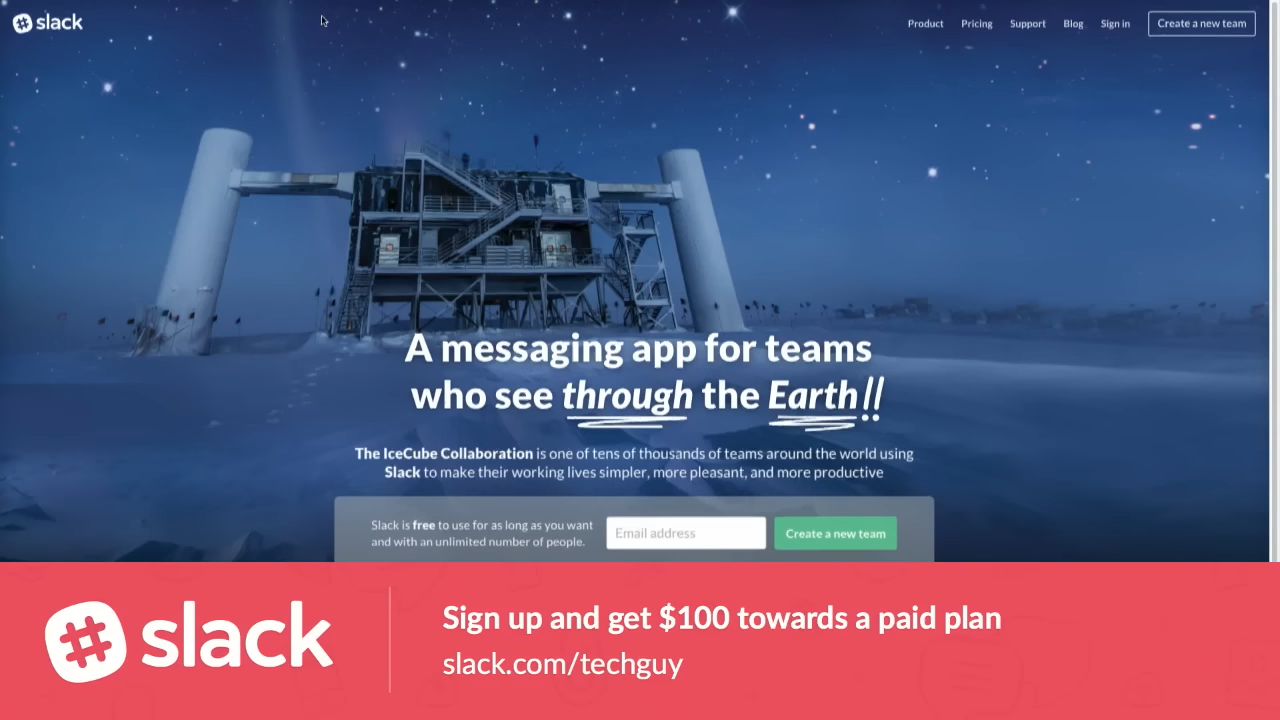 slack
Product Pricing Support Blog Sign in Create a new team
A messaging app for teams
who see through the Earth!!
The IceCube Collaboration is one of tens of thousands of teams around the world using
Slack to make their working lives simpler, more pleasant, and more productive
Slack is free to use for as long as you want
and with an unlimited number of people.
Email address
Create a new team
slack
Sign up and get $100 towards a paid plan
slack.com/techguy